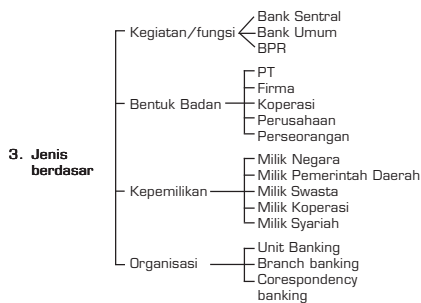 3. Jenis
berdasar
Kegiatan/fungsi
Bank Sentral
Bank Umum
BPR
Bentuk Badan
PT
Firma
Koperasi
Perusahaan
Perseorangan
Kepemilikan
Milik Negara
Milik Pemerintah Daerah
Milik Swasta
Milik Koperasi
Milik Syariah
Organisasi
Unit Banking
Branch banking
Corespondency
banking